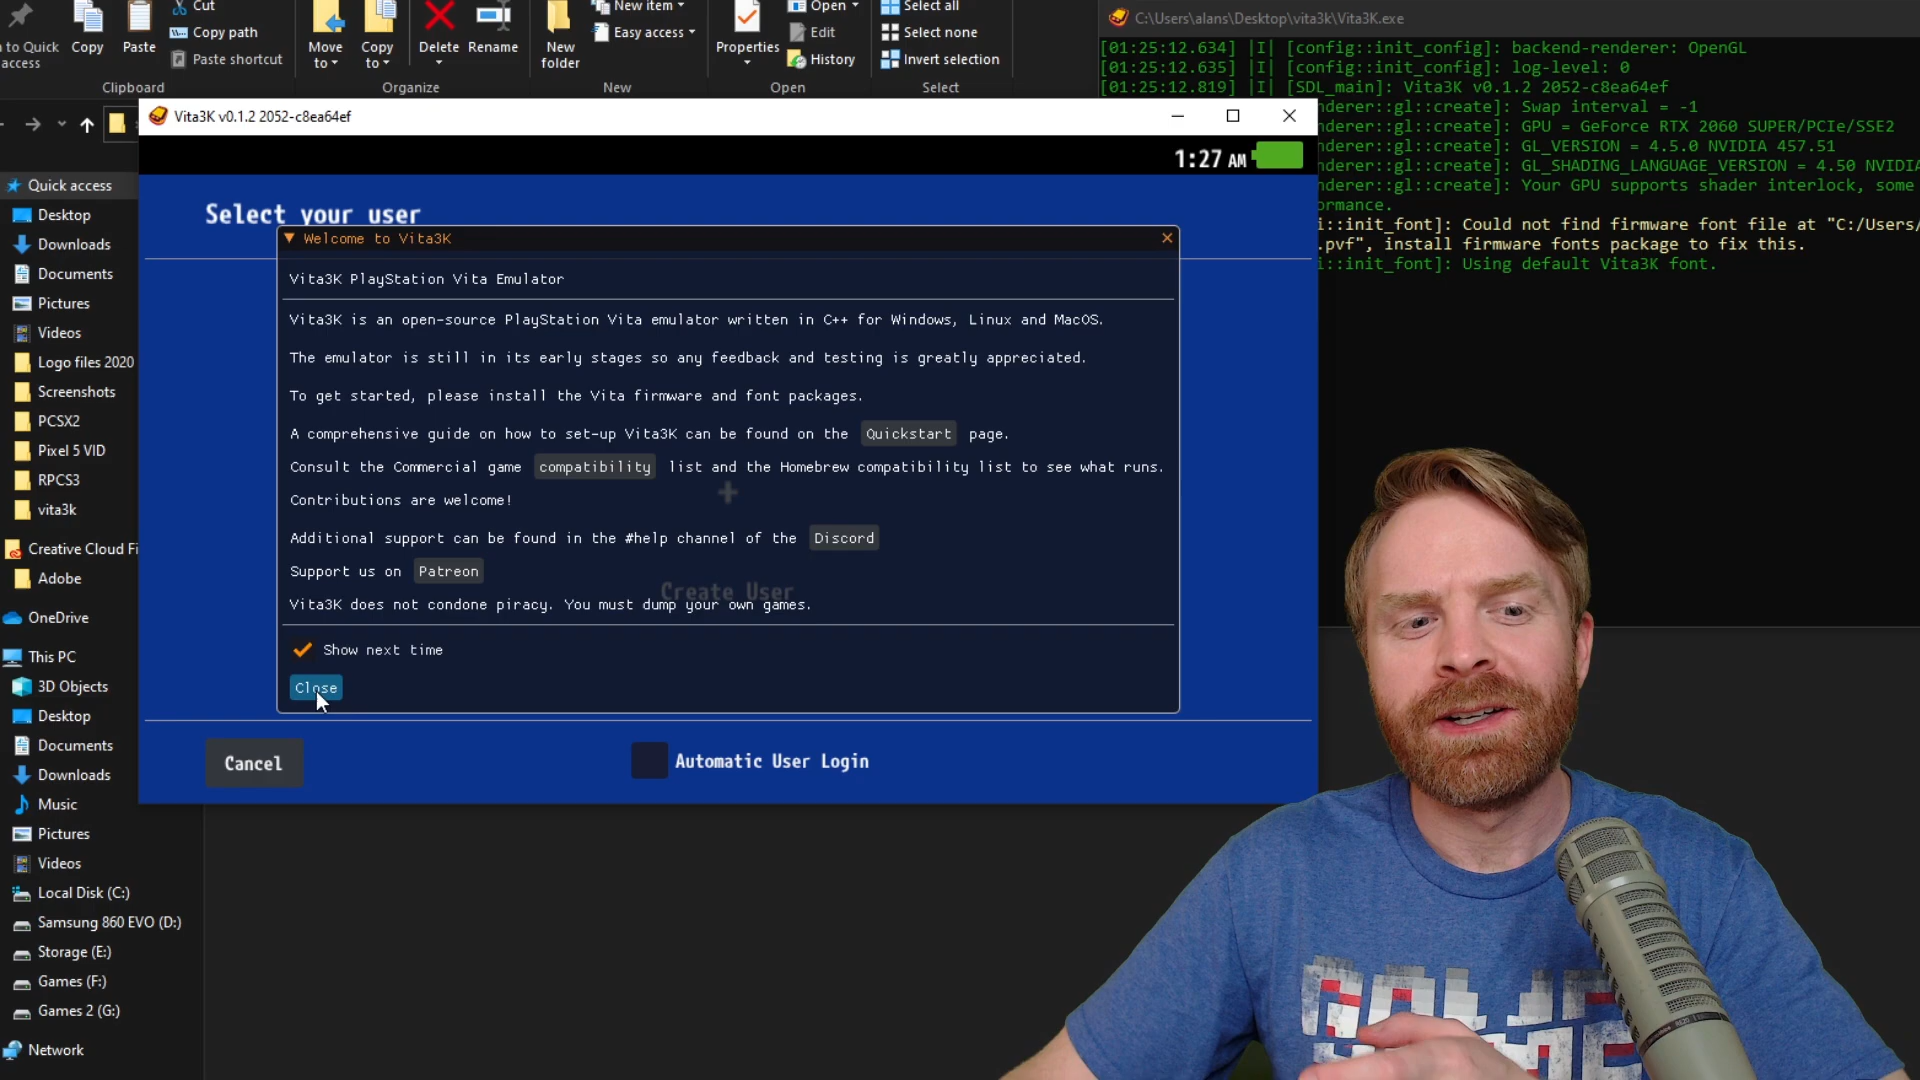 Cut
Copy path
Paste shortcut
to Quick
access
Copy
Paste
Clipboard
Move
to
Copy
to
Delete
Rename
Organize
New item
Easy access
New
folder
New
Properties
Open
Edit
History
Open
Select all
Select none
Invert selection
Select
C:\Users\alans\Desktop\vita3k\Vita3K.exe
[01:25:12.634] |I| [config::init_config]: backend-renderer: OpenGL
[01:25:12.635] |I| [config::init_config]: log-level: 0
[01:25:12.819] |I| [SDL_main]: Vita3K v0.1.2 2052-c8ea64ef
nderer::gl::create]: Swap interval = -1
nderer::gl::create]: GPU = GeForce RTX 2060 SUPER/PCIe/SSE2
nderer::gl::create]: GL_VERSION = 4.5.0 NVIDIA 457.51
nderer::gl::create]: GL_SHADING_LANGUAGE_VERSION = 4.50 NVIDIA
nderer::gl::create]: Your GPU supports shader interlock, some
ormance.
i::init_font]: Could not find firmware font file at "C:/Users/
.pvf", install firmware fonts package to fix this.
i::init_font]: Using default Vita3K font.
Vita3K v0.1.2 2052-c8ea64ef
1:27 AM
Select your user
Welcome to Vita3K
Vita3K PlayStation Vita Emulator
Vita3K is an open-source PlayStation Vita emulator written in C++ for Windows, Linux and MacOS.
The emulator is still in its early stages so any feedback and testing is greatly appreciated.
To get started, please install the Vita firmware and font packages.
A comprehensive guide on how to set-up Vita3K can be found on the Quickstart page.
Consult the Commercial game compatibility list and the Homebrew compatibility list to see what runs.
+
Contributions are welcome!
Additional support can be found in the #help channel of the Discord
Support us on Patreon
Create User
Vita3K does not condone piracy. You must dump your own games.
Show next time
Close
Cancel
Automatic User Login
Quick access
Desktop
Downloads
Documents
Pictures
Videos
Logo files 2020
Screenshots
PCSX2
Pixel 5 VID
RPCS3
vita3k
Creative Cloud Fi
Adobe
OneDrive
This PC
3D Objects
Desktop
Documents
Downloads
Music
Pictures
Videos
Local Disk (C:)
Samsung 860 EVO (D:)
Storage (E:)
Games (F:)
Games 2 (G:)
Network